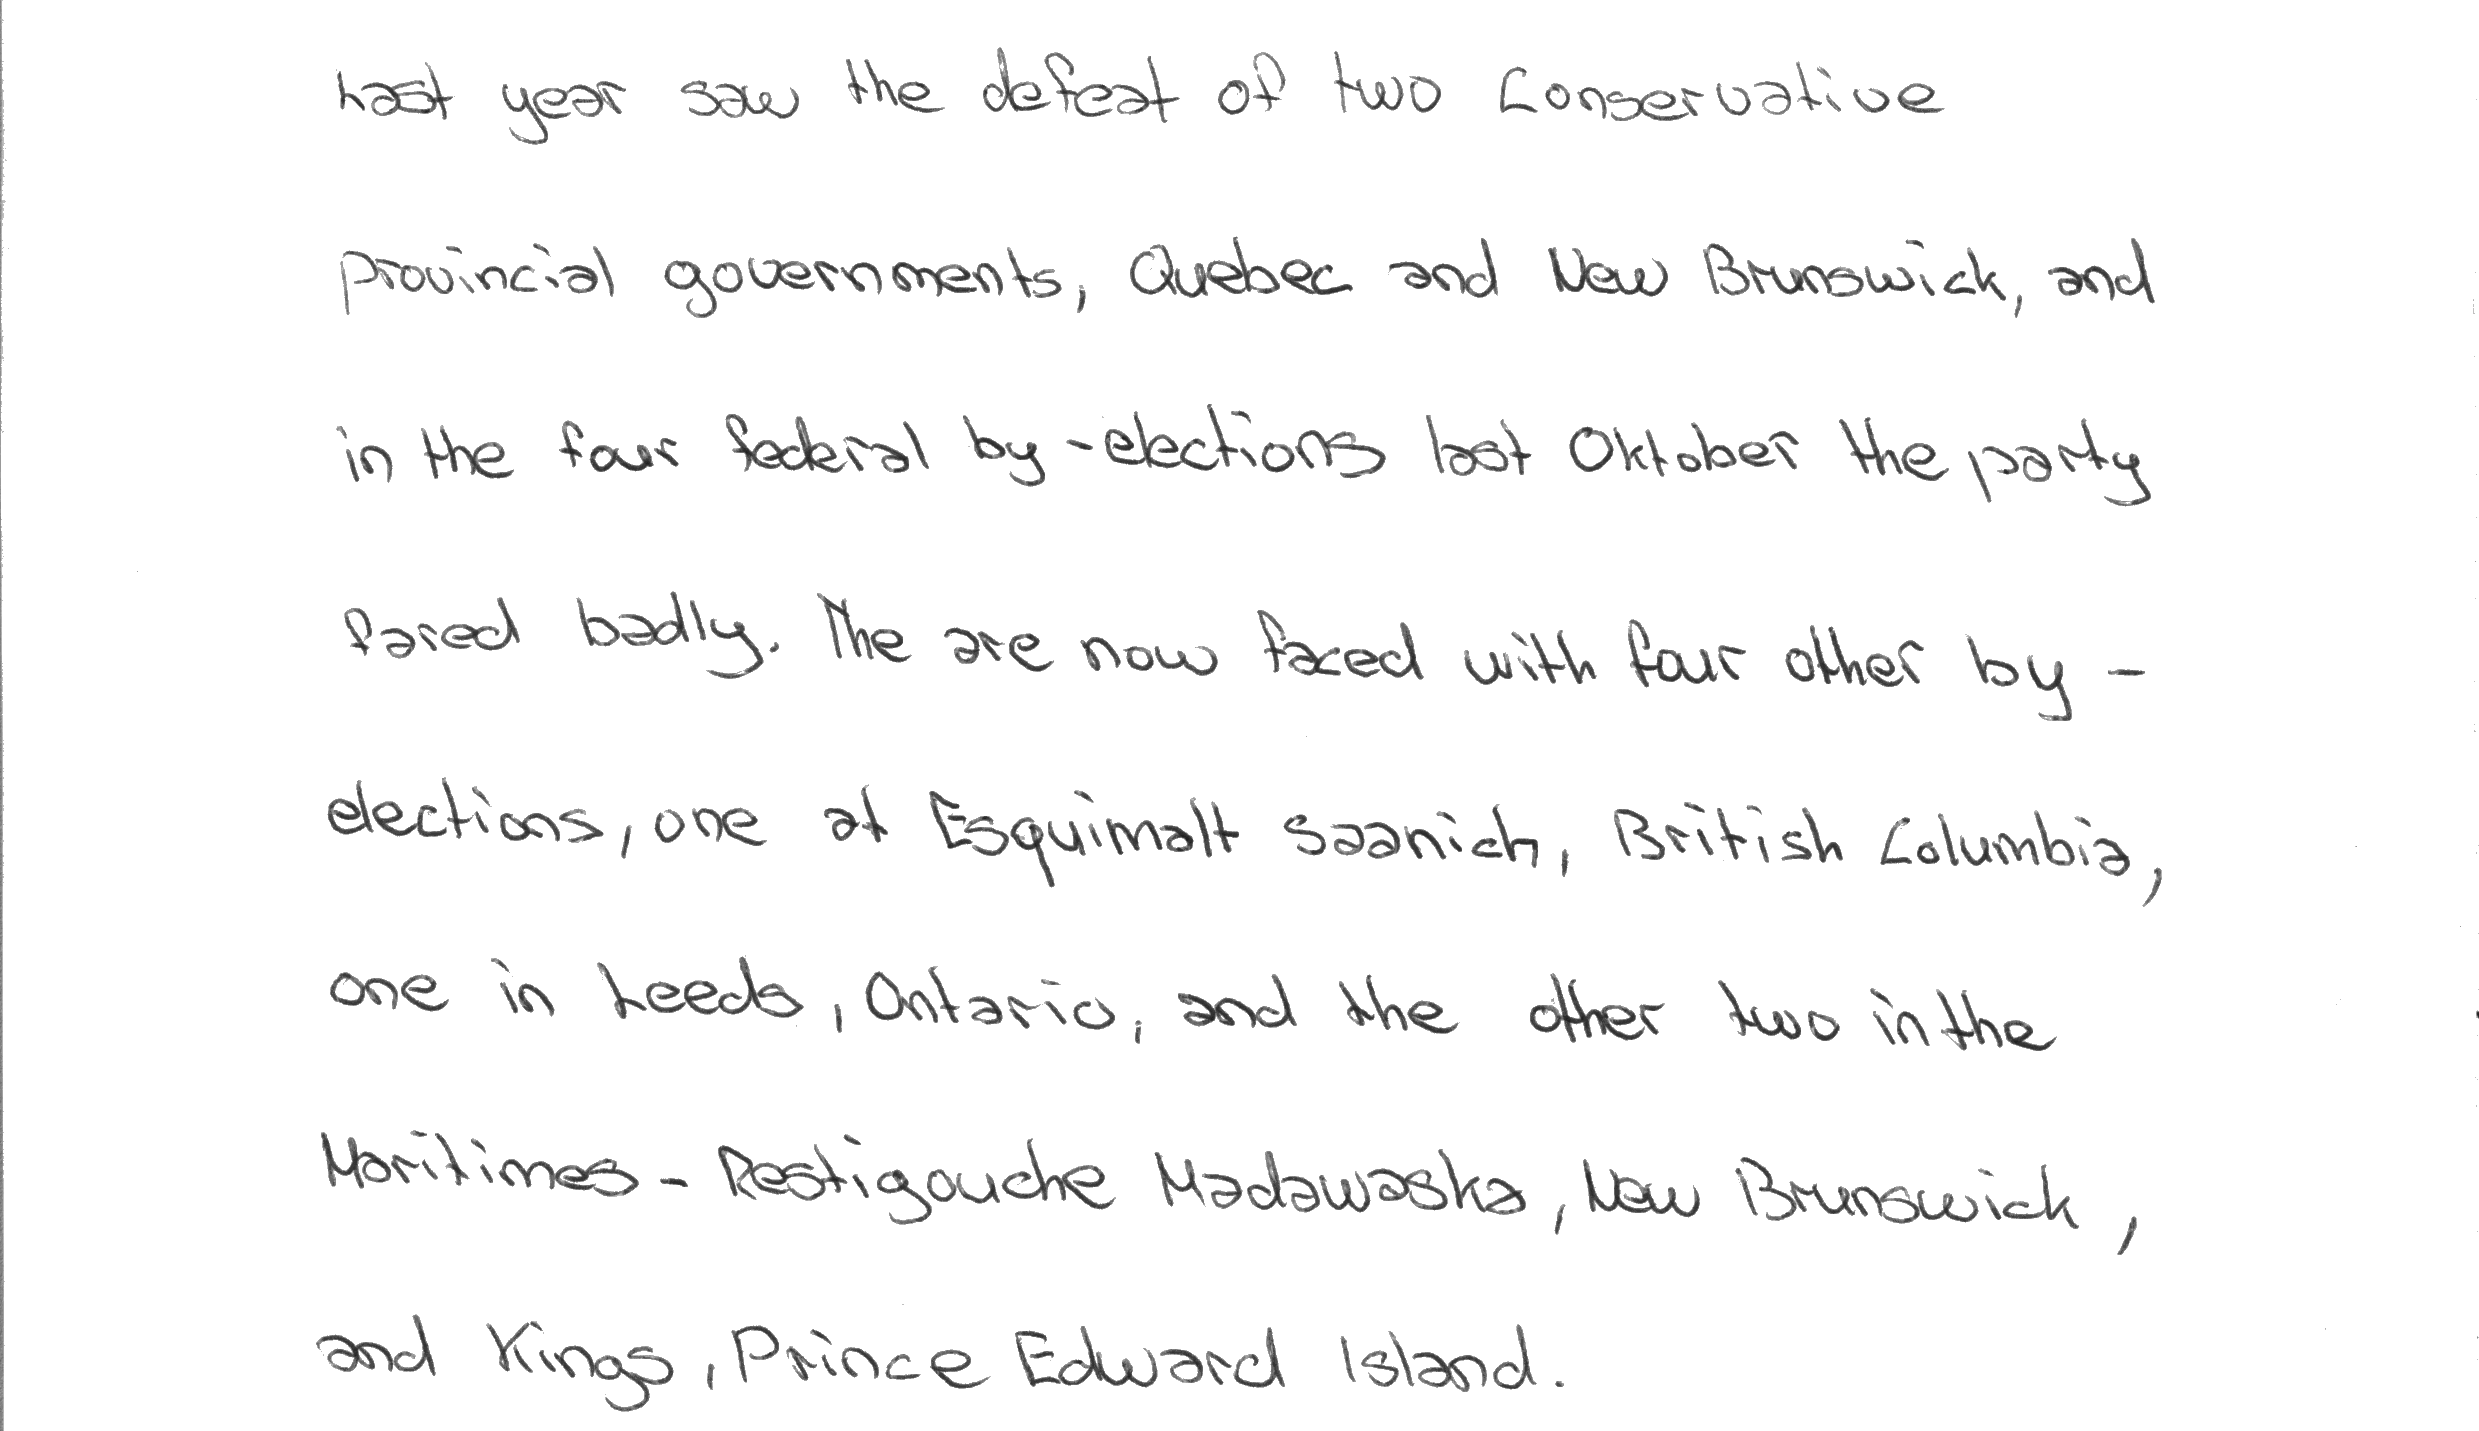 Last year saw the defeat of two Conservative
provincial governments, Quebec and New Brunswick, and
in the four federal by-elections last Oktober the party
fared badly. The are now faced with four other by-
elections, one at Esquimalt Saanich, British Columbia,
one in Leeds, Ontario, and the other two in the
Maritimes - Restigouche Madawaska, New Brunswick,
and Kings, Prince Edward Island.